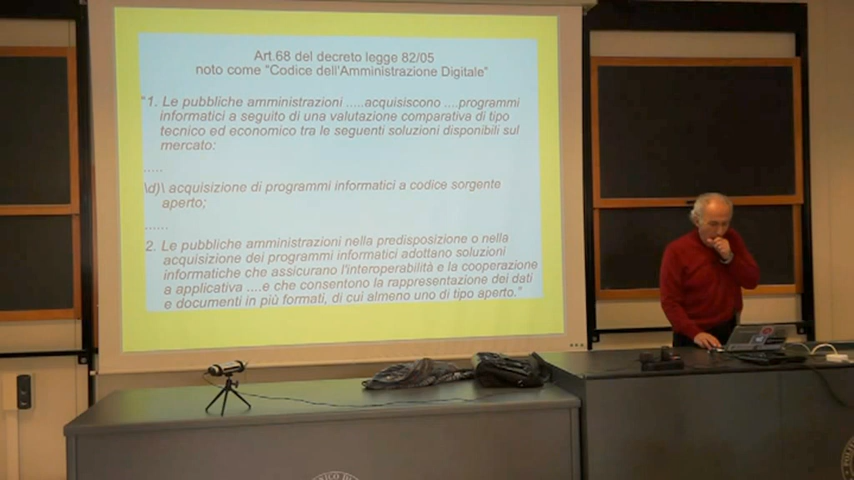 Art.68 del decreto legge 82/05
noto come "Codice dell'Amministrazione Digitale"
"1. Le pubbliche amministrazioni .....acquisiscono ....programmi
informatici a seguito di una valutazione comparativa di tipo
tecnico ed economico tra le seguenti soluzioni disponibili sul
mercato:
.....
\d)\ acquisizione di programmi informatici a codice sorgente
aperto;
......
2. Le pubbliche amministrazioni nella predisposizione o nella
acquisizione dei programmi informatici adottano soluzioni
informatiche che assicurano l'interoperabilità e la cooperazione
a applicativa ....e che consentono la rappresentazione dei dati
e documenti in più formati, di cui almeno uno di tipo aperto."